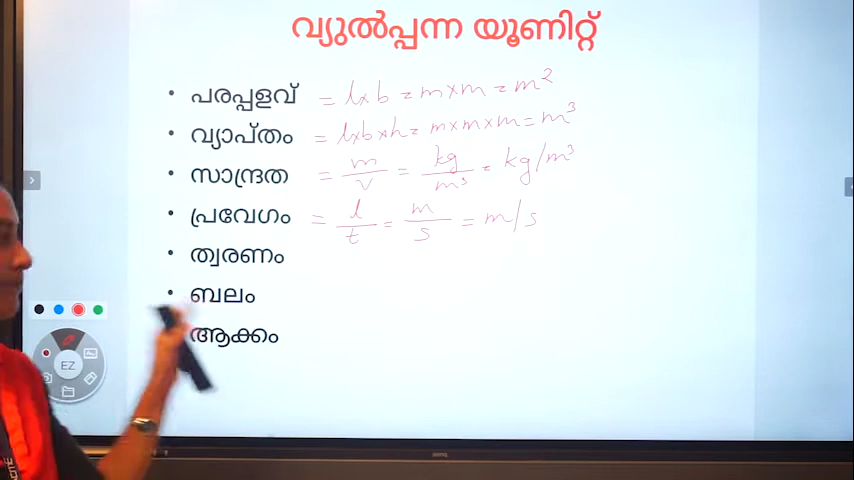 വ്യുൽപ്പന്ന യൂണിറ്റ്
• പരപ്പളവ് = l×b = m×m = m²
• വ്യാപ്തം = l×b×h = m×m×m = m³
• സാന്ദ്രത = m/v = kg/m³ = kg/m³
• പ്രവേഗം = l/t = m/s = m/s
• ത്വരണം
• ബലം
ആക്കം
EZ